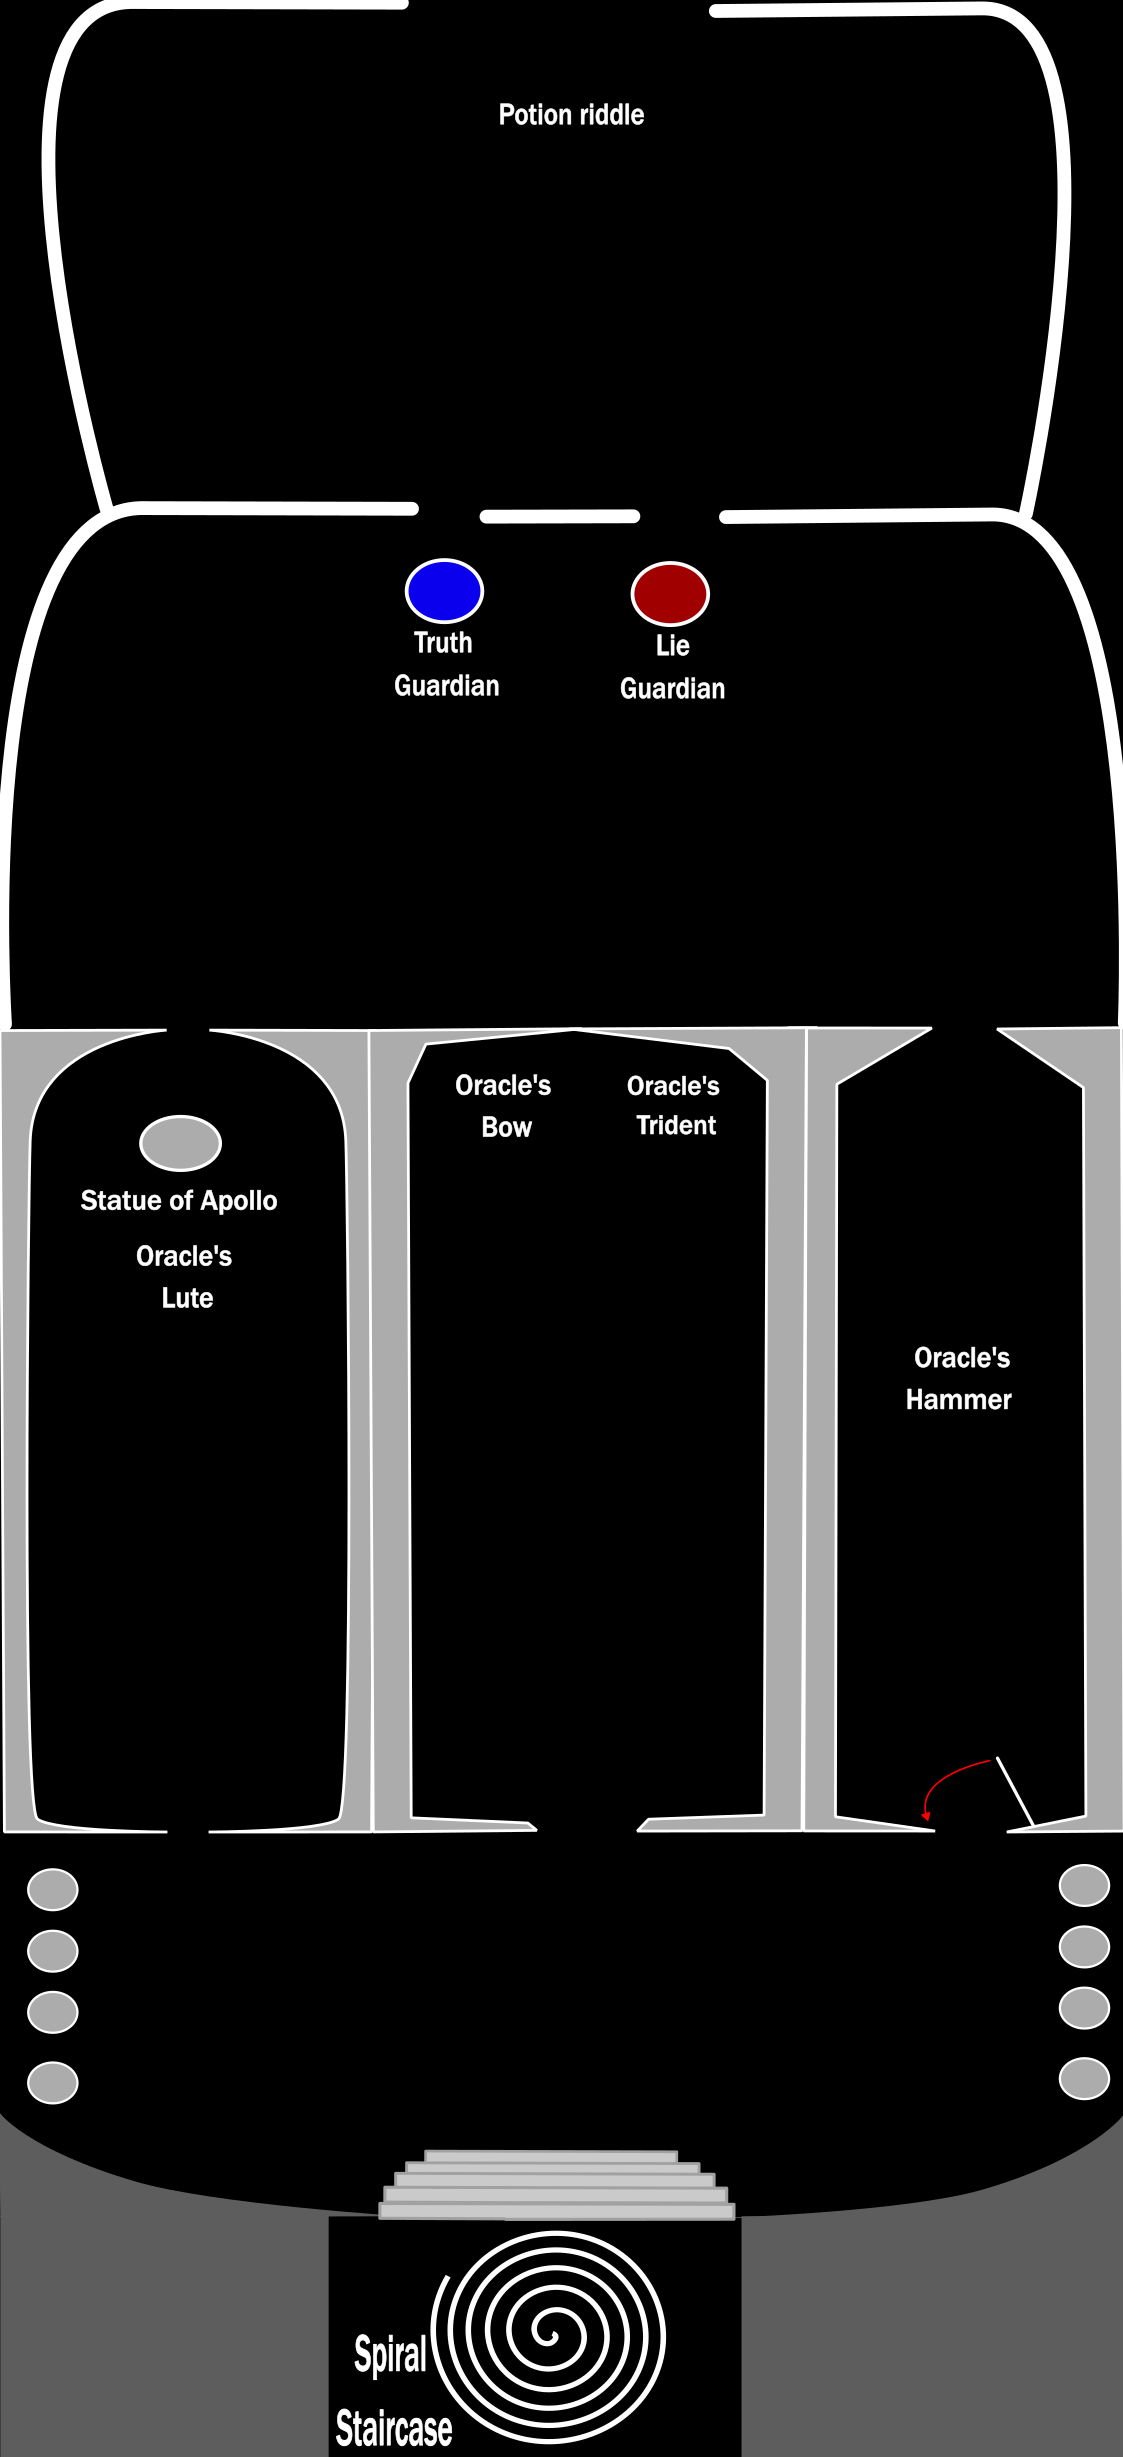 Potion riddle
Truth
Guardian
Lie
Guardian
Oracle's
Bow
Oracle's
Trident
Statue of Apollo
Oracle's
Lute
Oracle's
Hammer
Spiral
Staircase